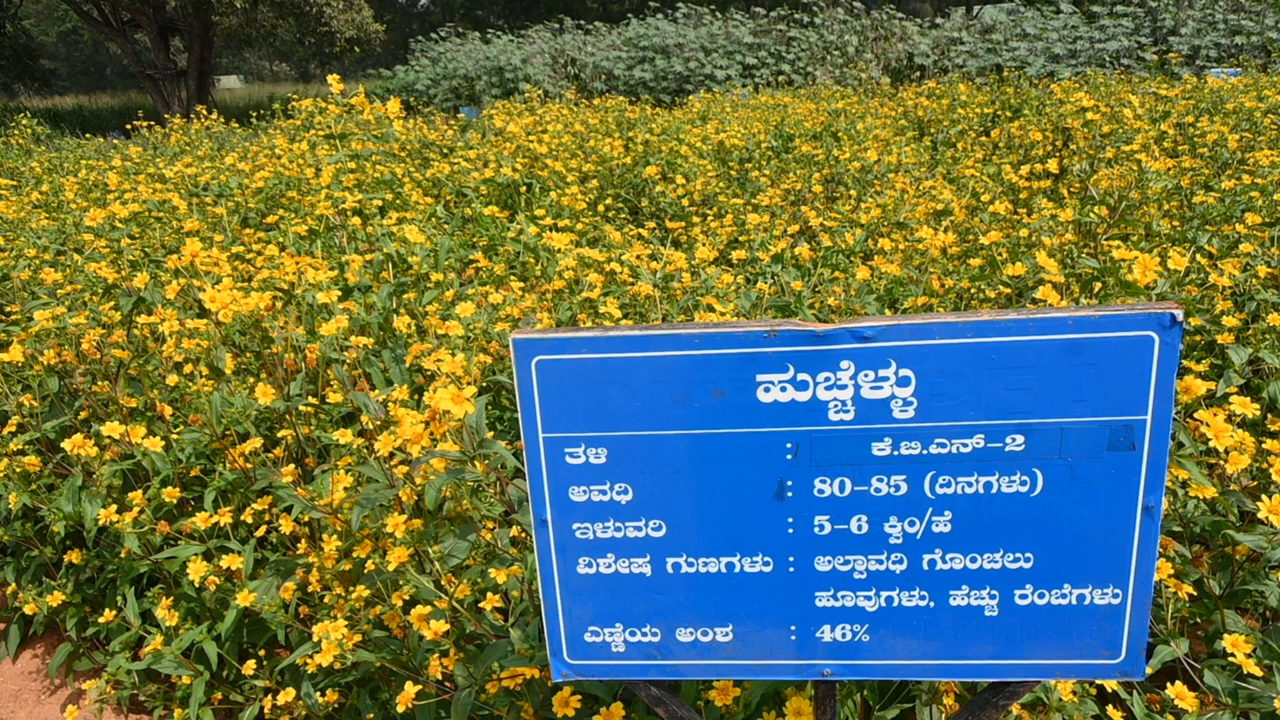 ಹುಚ್ಚೆಳ್ಳು
ತಳಿ : ಕೆ.ಬಿ.ಎನ್-2
ಅವಧಿ : 80-85 (ದಿನಗಳು)
ಇಳುವರಿ : 5-6 ಕ್ವಿಂ/ಹೆ
ವಿಶೇಷ ಗುಣಗಳು : ಅಲ್ಪಾವಧಿ ಗೊಂಚಲು
ಹೂವುಗಳು, ಹೆಚ್ಚು ರೆಂಬೆಗಳು
ಎಣ್ಣೆಯ ಅಂಶ : 46%